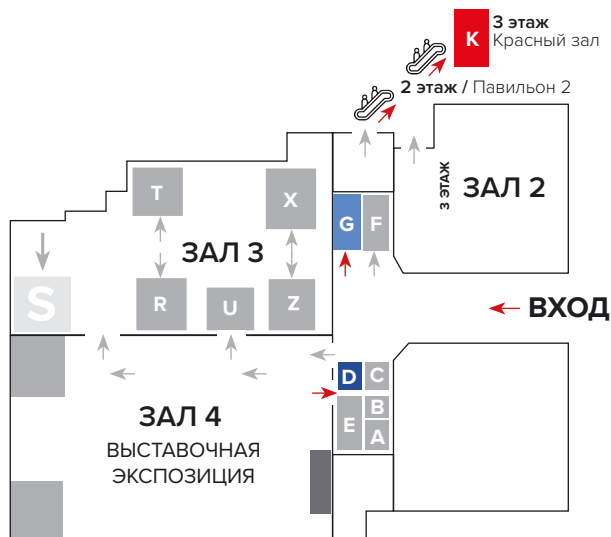 K
3 этаж
Красный зал
2 этаж / Павильон 2
3 ЭТАЖ
ЗАЛ 2
T
X
G
F
ЗАЛ 3
S
R
U
Z
ВХОД
D
C
B
E
A
ЗАЛ 4
ВЫСТАВОЧНАЯ
ЭКСПОЗИЦИЯ